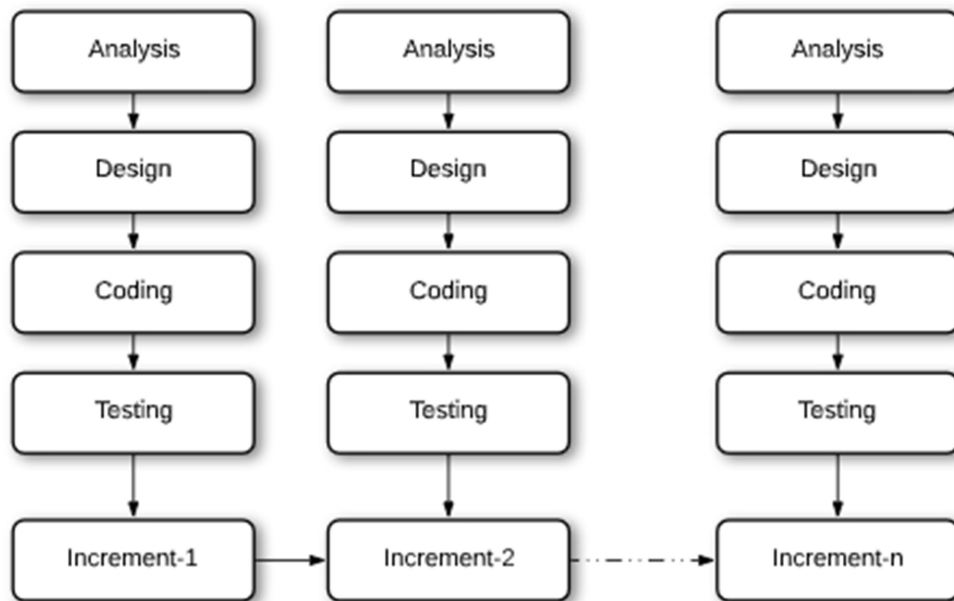 Analysis
Analysis
Analysis
Design
Design
Design
Coding
Coding
Coding
Testing
Testing
Testing
Increment-1
Increment-2
Increment-n